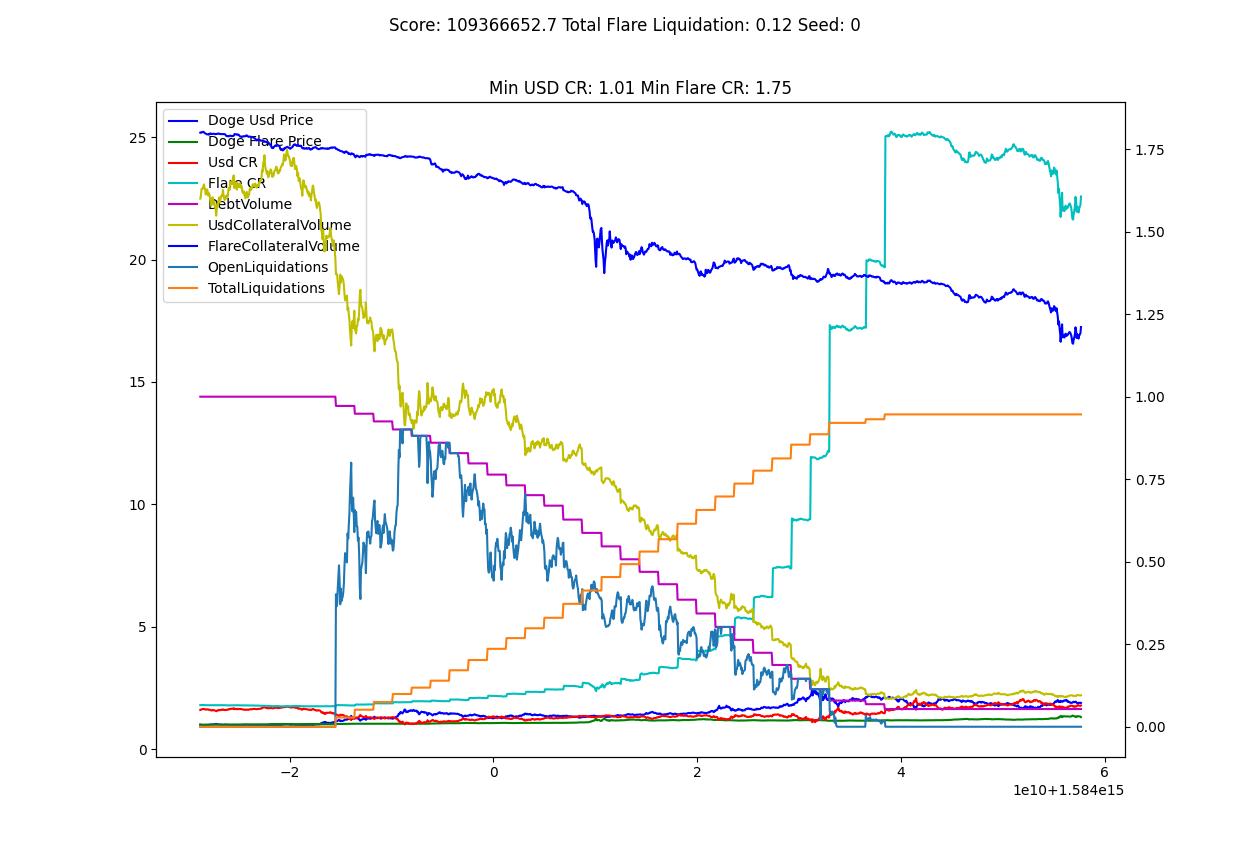 Score: 109366652.7 Total Flare Liquidation: 0.12 Seed: 0
Min USD CR: 1.01 Min Flare CR: 1.75
Doge Usd Price
Doge Flare Price
Usd CR
Flare CR
DebtVolume
UsdCollateralVolume
FlareCollateralVolume
OpenLiquidations
TotalLiquidations
25
20
15
10
5
0
1.75
1.50
1.25
1.00
0.75
0.50
0.25
0.00
−2 0 2 4 6
1e10+1.584e15